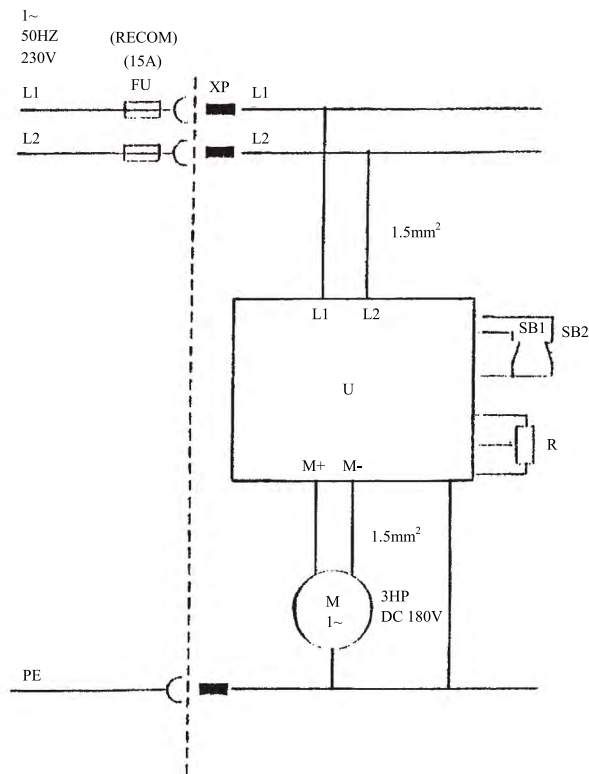 1~
50HZ
230V
(RECOM)
(15A)
FU
XP
L1
L1
L2
L2
1.5mm²
L1
L2
SB1
SB2
U
R
M+
M-
1.5mm²
M
1~
3HP
DC 180V
PE